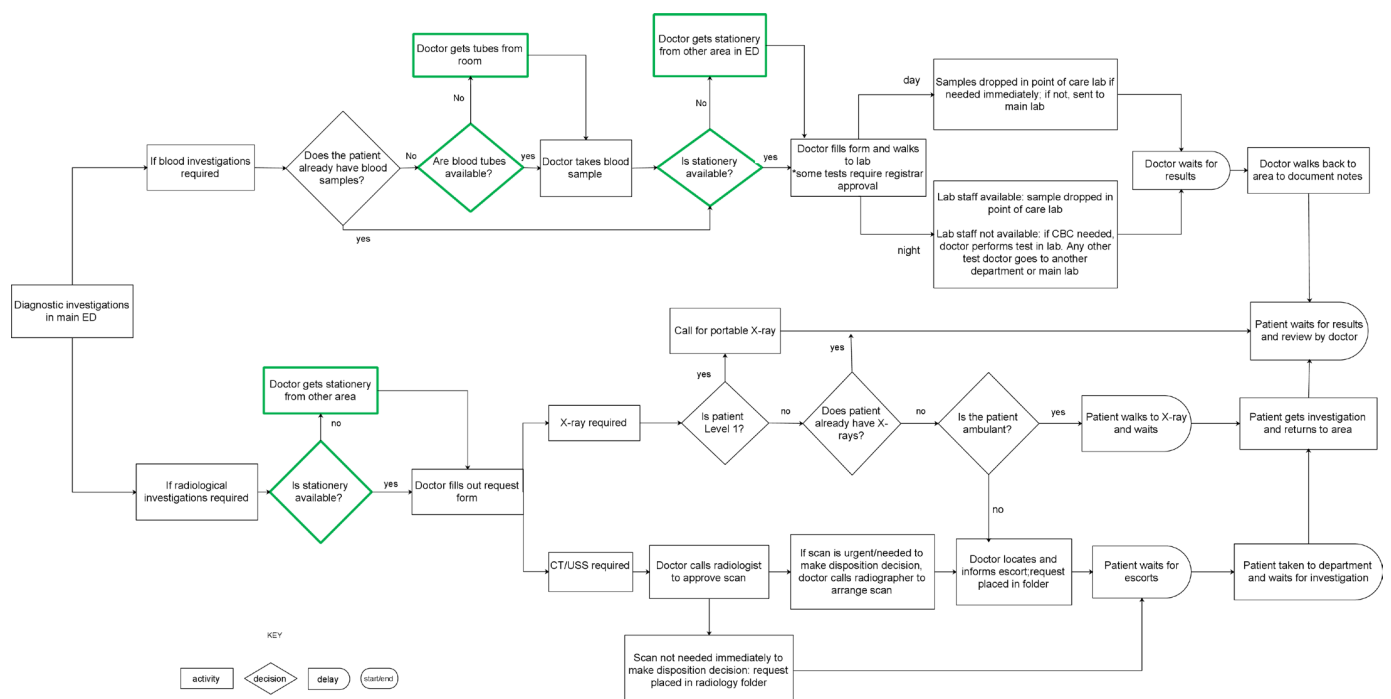 Doctor gets tubes from
room
Doctor gets stationery
from other area in ED
No
No
day
Samples dropped in point of care lab if
needed immediately; if not, sent to
main lab
If blood investigations
required
Does the patient
already have blood
samples?
No
Are blood tubes
available?
yes
Doctor takes blood
sample
Is stationery
available?
yes
Doctor fills form and walks
to lab
*some tests require registrar
approval
Doctor waits for
results
Doctor walks back to
area to document notes
yes
night
Lab staff available: sample dropped in
point of care lab
Lab staff not available: if CBC needed,
doctor performs test in lab. Any other
test doctor goes to another
department or main lab
Diagnostic investigations
in main ED
Call for portable X-ray
Patient waits for results
and review by doctor
yes
yes
Doctor gets stationery
from other area
no
X-ray required
Is patient
Level 1?
no
Does patient
already have X-
rays?
no
Is the patient
ambulant?
yes
Patient walks to X-ray
and waits
Patient gets investigation
and returns to area
If radiological
investigations required
Is stationery
available?
yes
Doctor fills out request
form
no
CT/USS required
Doctor calls radiologist
to approve scan
If scan is urgent/needed to
make disposition decision,
doctor calls radiographer to
arrange scan
Doctor locates and
informs escort;request
placed in folder
Patient waits for
escorts
Patient taken to department
and waits for investigation
Scan not needed immediately to
make disposition decision: request
placed in radiology folder
KEY
activity
decision
delay
start/end